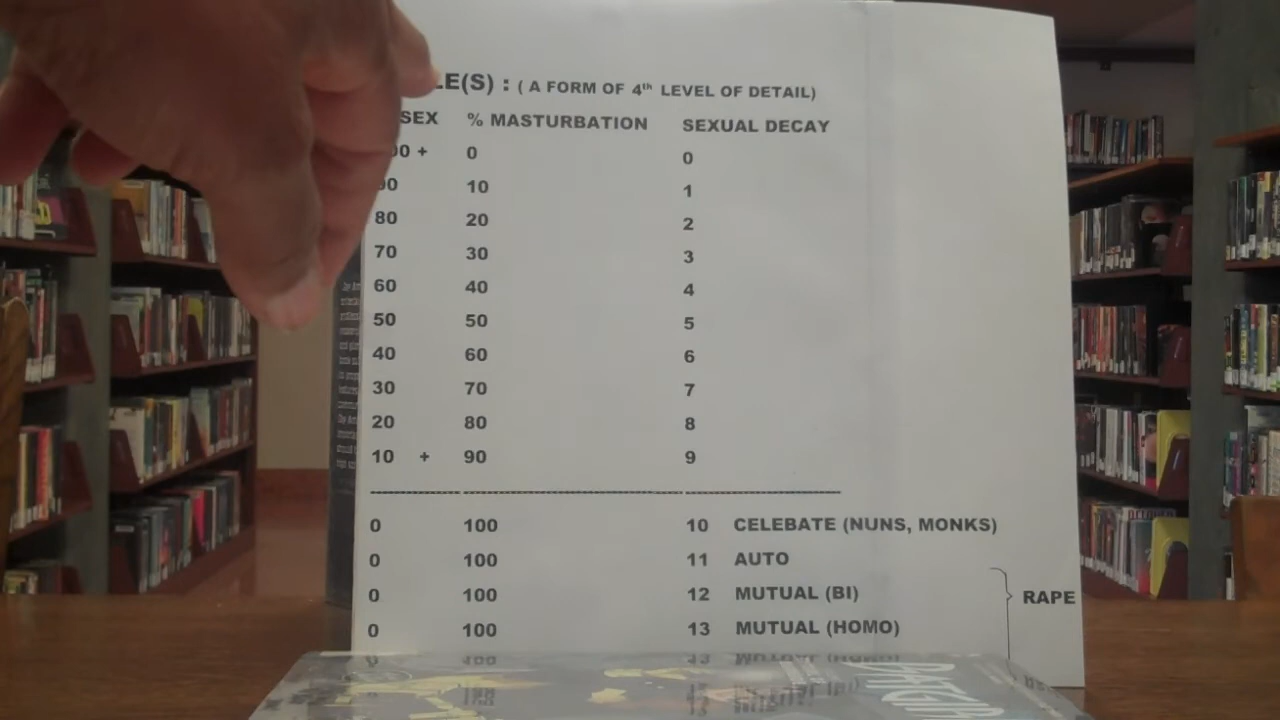 LE(S) : ( A FORM OF 4th LEVEL OF DETAIL)
SEX % MASTURBATION SEXUAL DECAY
00 + 0 0
90 10 1
80 20 2
70 30 3
60 40 4
50 50 5
40 60 6
30 70 7
20 80 8
10 + 90 9
0 100 10 CELEBATE (NUNS, MONKS)
0 100 11 AUTO
0 100 12 MUTUAL (BI)
RAPE
0 100 13 MUTUAL (HOMO)